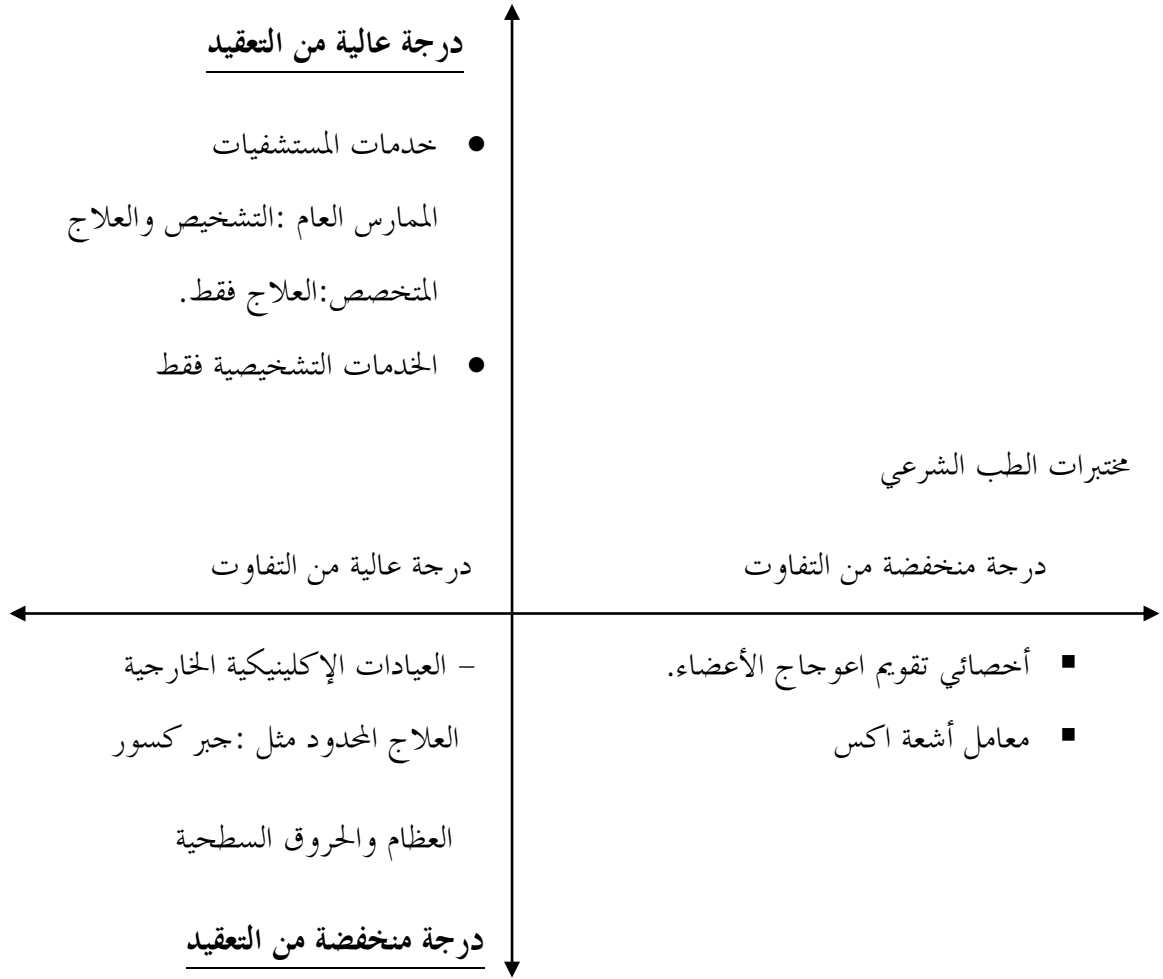 درجة عالية من التعقيد
● خدمات المستشفيات
الممارس العام :التشخيص والعلاج
المتخصص:العلاج فقط.
● الخدمات التشخيصية فقط
مختبرات الطب الشرعي
درجة منخفضة من التفاوت
درجة عالية من التفاوت
■ أخصائي تقويم اعوجاج الأعضاء.
■ معامل أشعة اكس
– العيادات الإكلينيكية الخارجية
العلاج المحدود مثل :جبر كسور
العظام والحروق السطحية
درجة منخفضة من التعقيد